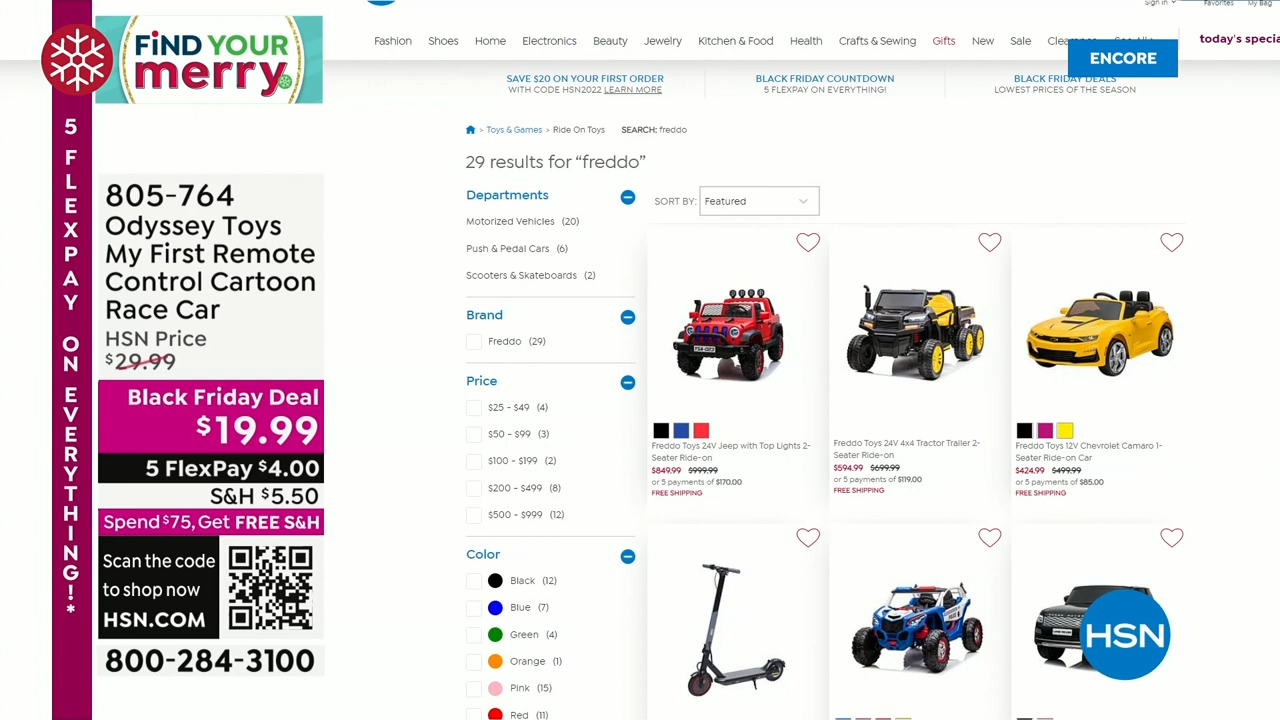 FiND YOUR
merry
5 FLEXPAY ON EVERYTHING!*
805-764
Odyssey Toys
My First Remote
Control Cartoon
Race Car
HSN Price
$29.99
Black Friday Deal
$19.99
5 FlexPay $4.00
S&H $5.50
Spend $75, Get FREE S&H
Scan the code
to shop now
HSN.COM
800-284-3100
Sign in
Favorites
My Bag
Fashion Shoes Home Electronics Beauty Jewelry Kitchen & Food Health Crafts & Sewing Gifts New Sale
today's specia
ENCORE
SAVE $20 ON YOUR FIRST ORDER
WITH CODE HSN2022 LEARN MORE
BLACK FRIDAY COUNTDOWN
5 FLEXPAY ON EVERYTHING!
BLACK FRIDAY DEALS
LOWEST PRICES OF THE SEASON
> Toys & Games > Ride On Toys SEARCH: freddo
29 results for “freddo”
Departments
Motorized Vehicles (20)
Push & Pedal Cars (6)
Scooters & Skateboards (2)
Brand
Freddo (29)
Price
$25 - $49 (4)
$50 - $99 (3)
$100 - $199 (2)
$200 - $499 (8)
$500 - $999 (12)
Color
Black (12)
Blue (7)
Green (4)
Orange (1)
Pink (15)
Red (11)
SORT BY: Featured
Freddo Toys 24V Jeep with Top Lights 2-
Seater Ride-on
$849.99 $999.99
or 5 payments of $170.00
FREE SHIPPING
Freddo Toys 24V 4x4 Tractor Trailer 2-
Seater Ride-on
$594.99 $699.99
or 5 payments of $119.00
FREE SHIPPING
Freddo Toys 12V Chevrolet Camaro 1-
Seater Ride-on Car
$424.99 $499.99
or 5 payments of $85.00
FREE SHIPPING
HSN